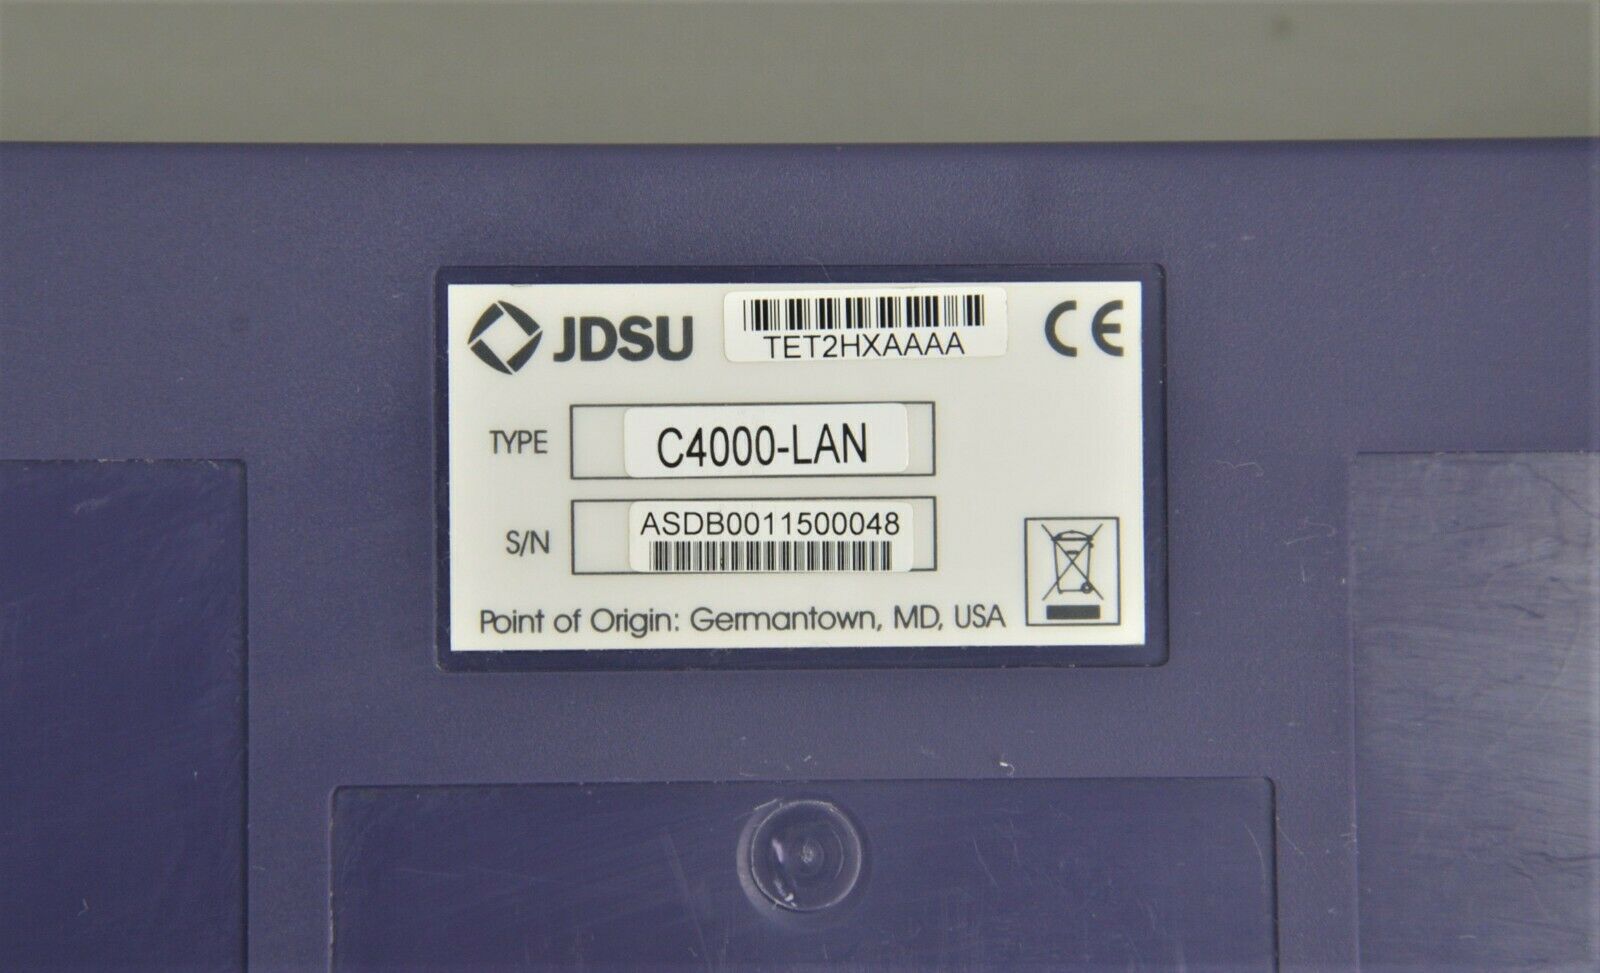 JDSU
TET2HXAAAA
CE
TYPE C4000-LAN
S/N ASDB0011500048
Point of Origin: Germantown, MD, USA